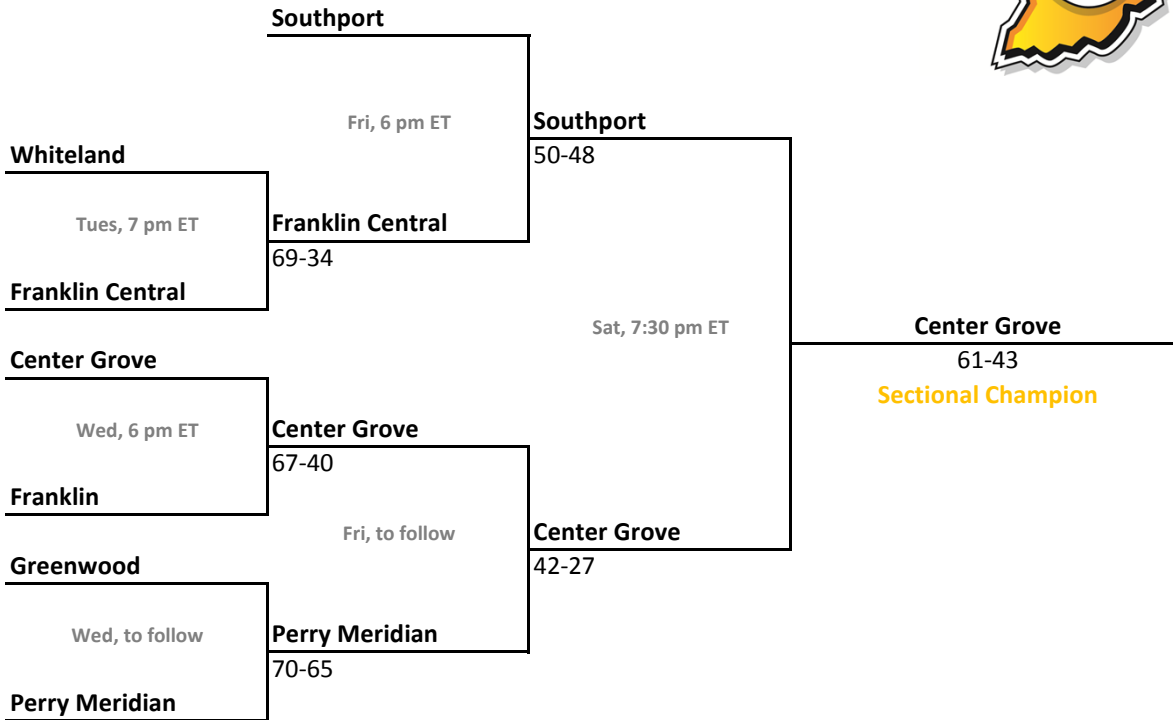 Southport
Fri, 6 pm ET
Southport
50-48
Whiteland
Tues, 7 pm ET
Franklin Central
69-34
Franklin Central
Sat, 7:30 pm ET
Center Grove
61-43
Sectional Champion
Center Grove
Wed, 6 pm ET
Center Grove
67-40
Franklin
Fri, to follow
Center Grove
42-27
Greenwood
Wed, to follow
Perry Meridian
70-65
Perry Meridian